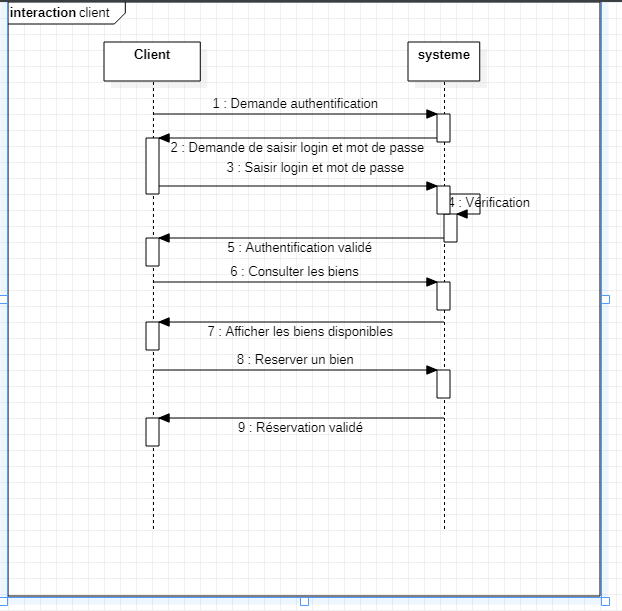 interaction client
Client
systeme
1 : Demande authentification
2 : Demande de saisir login et mot de passe
3 : Saisir login et mot de passe
4 : Vérification
5 : Authentification validé
6 : Consulter les biens
7 : Afficher les biens disponibles
8 : Reserver un bien
9 : Réservation validé